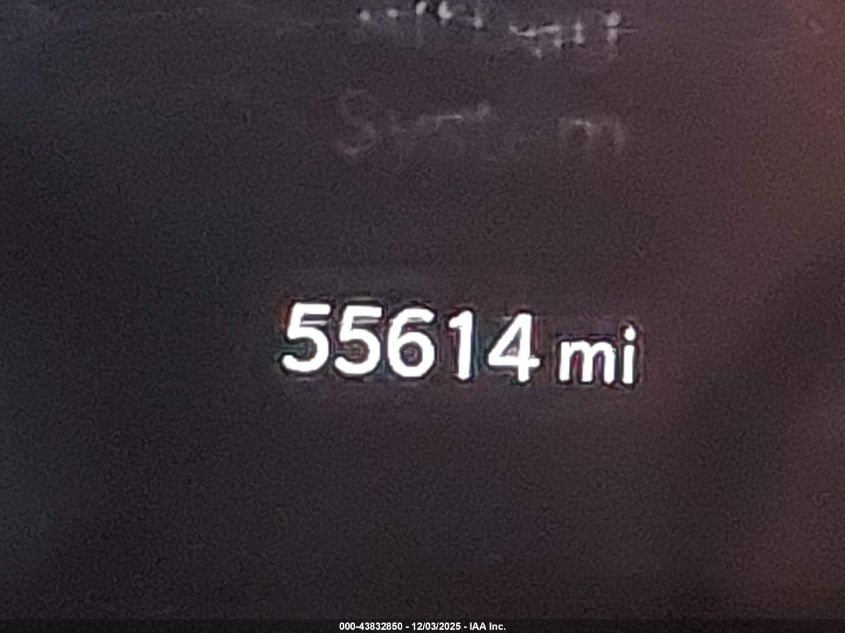 System
55614 mi
000-43832850 - 12/03/2025 - IAA Inc.